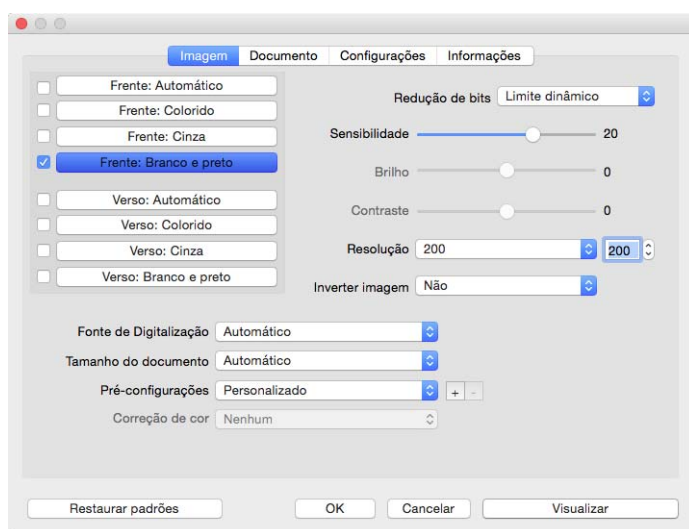 Imagem Documento Configurações Informações
Frente: Automático
Frente: Colorido
Frente: Cinza
Frente: Branco e preto
Verso: Automático
Verso: Colorido
Verso: Cinza
Verso: Branco e preto
Redução de bits Limite dinâmico
Sensibilidade 20
Brilho 0
Contraste 0
Resolução 200 200
Inverter imagem Não
Fonte de Digitalização Automático
Tamanho do documento Automático
Pré-configurações Personalizado + -
Correção de cor Nenhum
Restaurar padrões OK Cancelar Visualizar